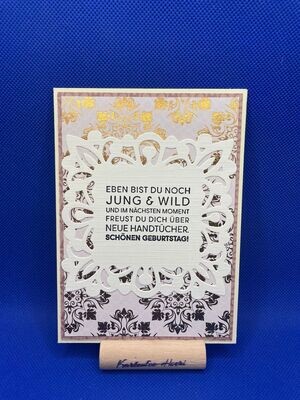 EBEN BIST DU NOCH
JUNG & WILD
UND IM NÄCHSTEN MOMENT
FREUST DU DICH ÜBER
NEUE HANDTÜCHER.
SCHÖNEN GEBURTSTAG!